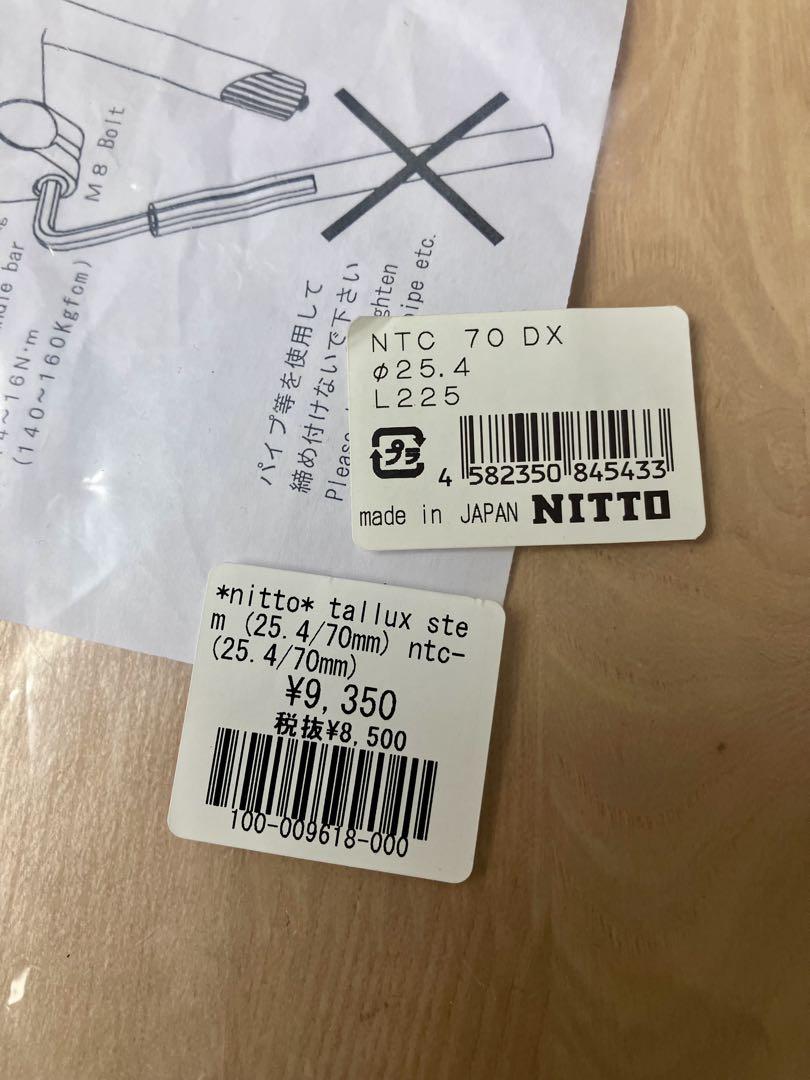 M8 Bolt
dle bar
14~16N·m
(140~160Kgfcm)
パイプ等を使用して
締め付けないで下さい
Please
ghten
pipe etc.
NTC 70 DX
φ25.4
L225
プラ
4 582350 845433
made in JAPAN NITTO
*nitto* tallux ste
m (25.4/70mm) ntc-
(25.4/70mm)
¥9,350
税抜¥8,500
100-009618-000